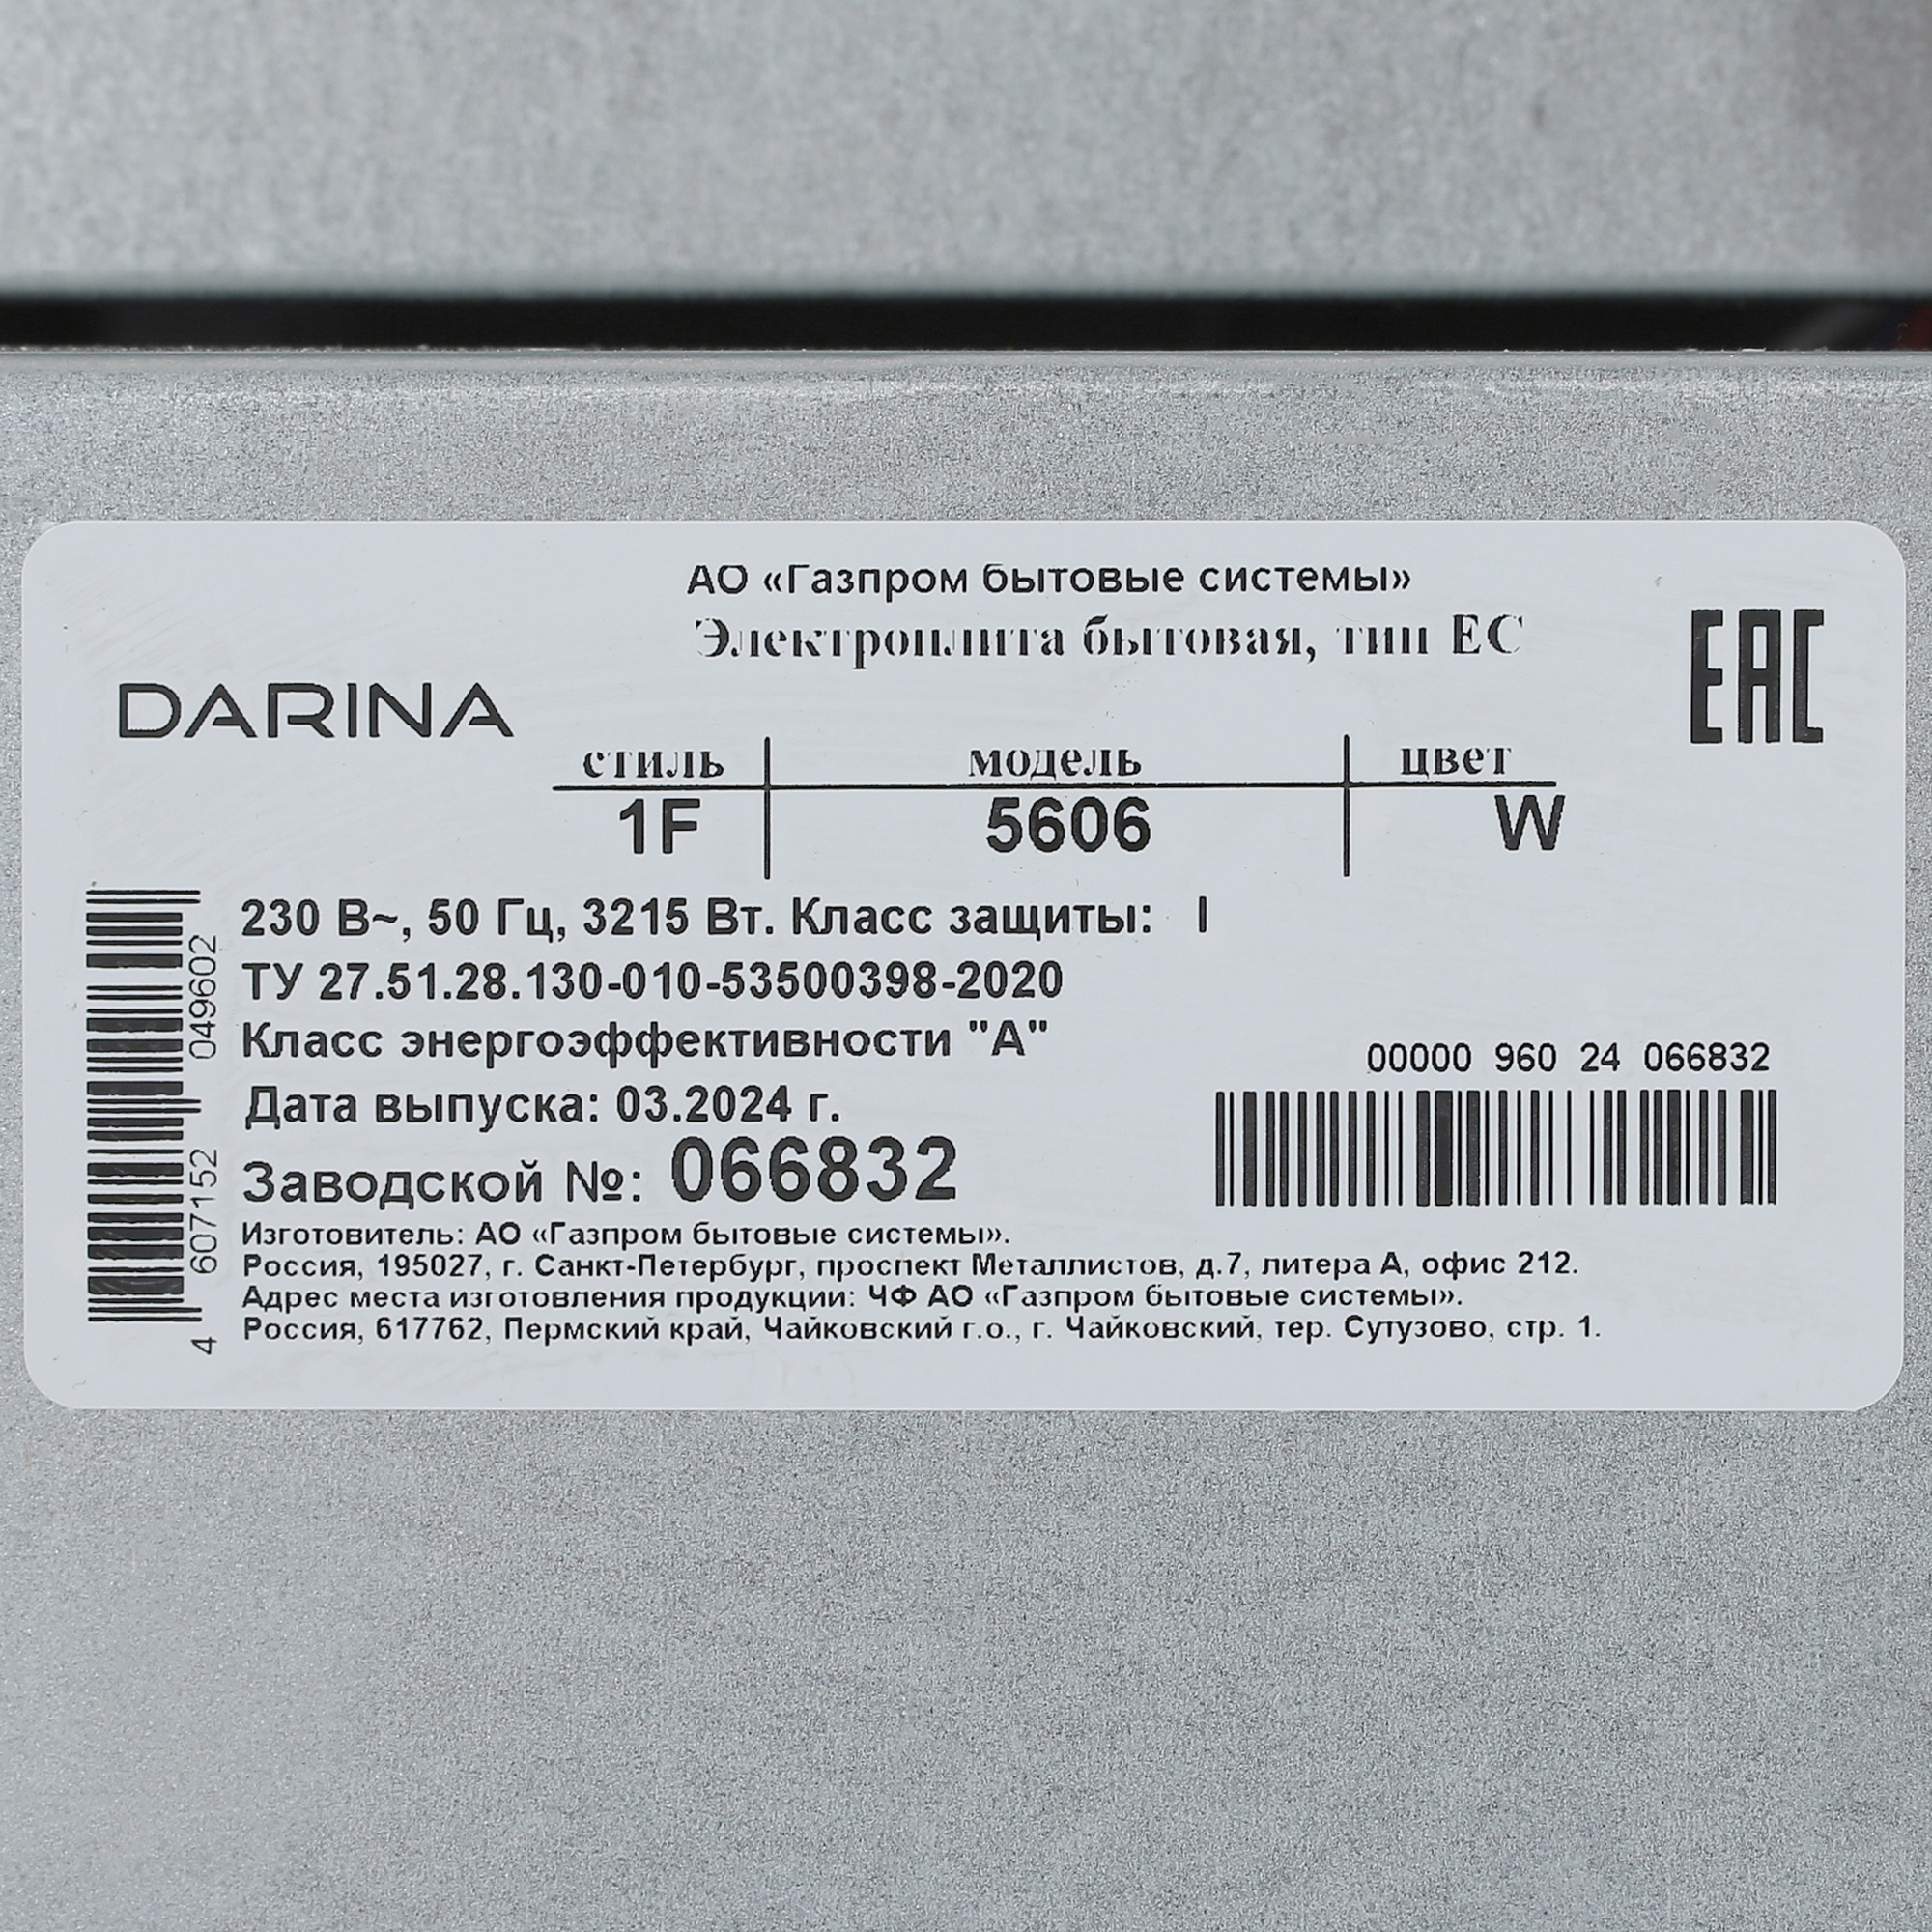 АО «Газпром бытовые системы»
Электроплита бытовая, тип ЕС
EAC
DARINA
стиль модель цвет
1F 5606 W
230 В~, 50 Гц, 3215 Вт. Класс защиты: I
ТУ 27.51.28.130-010-53500398-2020
Класс энергоэффективности "А"
Дата выпуска: 03.2024 г.
Заводской №: 066832
00000 960 24 066832
Изготовитель: АО «Газпром бытовые системы».
Россия, 195027, г. Санкт-Петербург, проспект Металлистов, д.7, литера А, офис 212.
Адрес места изготовления продукции: ЧФ АО «Газпром бытовые системы».
Россия, 617762, Пермский край, Чайковский г.о., г. Чайковский, тер. Сутузово, стр. 1.
4 607152 049602